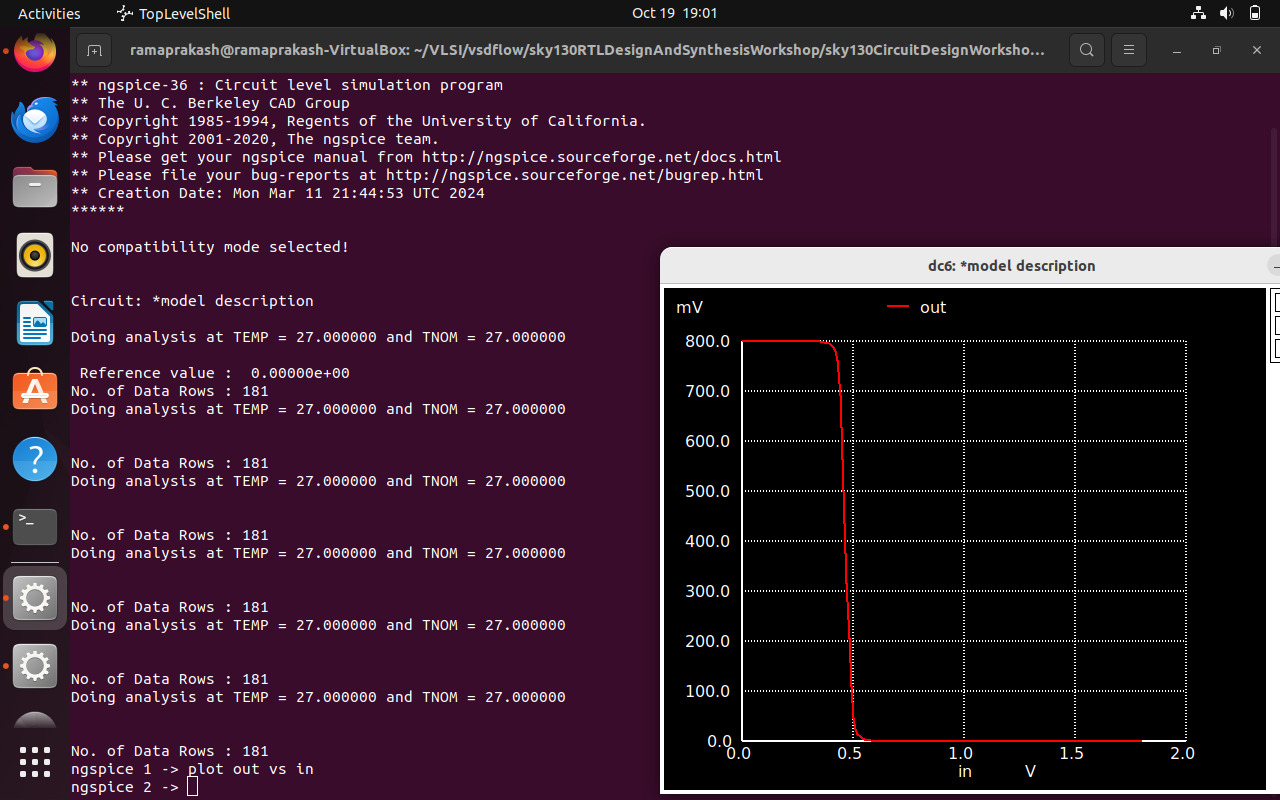 Activities
TopLevelShell
Oct 19 19:01
ramaprakash@ramaprakash-VirtualBox: ~/VLSI/vsdflow/sky130RTLDesignAndSynthesisWorkshop/sky130CircuitDesignWorksho...
** ngspice-36 : Circuit level simulation program
** The U. C. Berkeley CAD Group
** Copyright 1985-1994, Regents of the University of California.
** Copyright 2001-2020, The ngspice team.
** Please get your ngspice manual from http://ngspice.sourceforge.net/docs.html
** Please file your bug-reports at http://ngspice.sourceforge.net/bugrep.html
** Creation Date: Mon Mar 11 21:44:53 UTC 2024
******
No compatibility mode selected!
Circuit: *model description
Doing analysis at TEMP = 27.000000 and TNOM = 27.000000
Reference value :  0.00000e+00
No. of Data Rows : 181
Doing analysis at TEMP = 27.000000 and TNOM = 27.000000
No. of Data Rows : 181
Doing analysis at TEMP = 27.000000 and TNOM = 27.000000
No. of Data Rows : 181
Doing analysis at TEMP = 27.000000 and TNOM = 27.000000
No. of Data Rows : 181
Doing analysis at TEMP = 27.000000 and TNOM = 27.000000
No. of Data Rows : 181
Doing analysis at TEMP = 27.000000 and TNOM = 27.000000
No. of Data Rows : 181
ngspice 1 -> plot out vs in
ngspice 2 ->
dc6: *model description
mV
out
800.0
700.0
600.0
500.0
400.0
300.0
200.0
100.0
0.0
0.0 0.5 1.0 1.5 2.0
in V